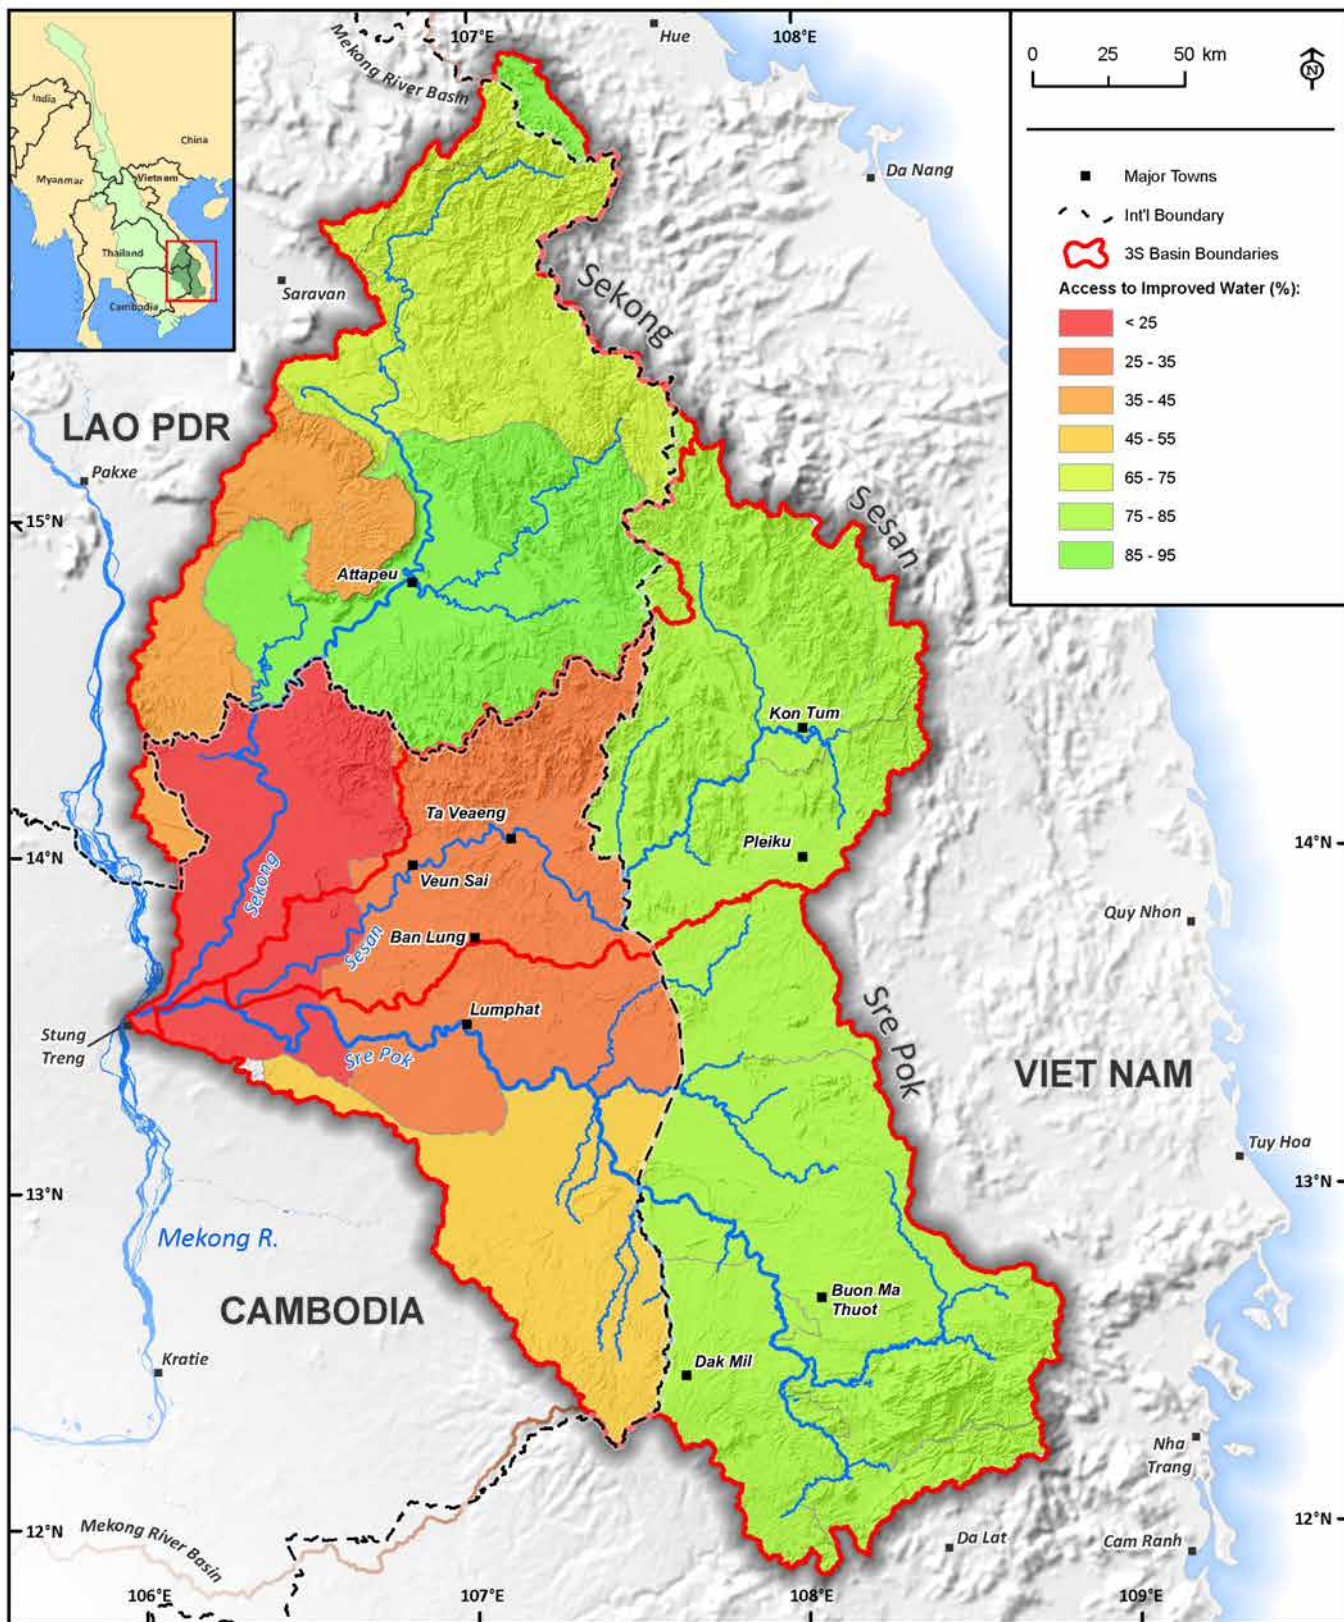 107°E
108°E
Hue
Mekong River Basin
India
China
Myanmar
Vietnam
Thailand
Cambodia
0 25 50 km
N
Da Nang
Major Towns
Int'l Boundary
3S Basin Boundaries
Access to Improved Water (%):
< 25
25 - 35
35 - 45
45 - 55
65 - 75
75 - 85
85 - 95
Saravan
Sekong
LAO PDR
Pakxe
Sesan
15°N
Attapeu
Kon Tum
Ta Veaeng
Pleiku
14°N
14°N
Veun Sai
Sekong
Quy Nhon
Ban Lung
Sesan
Lumphat
Sre Pok
Stung
Treng
Sre Pok
VIET NAM
Tuy Hoa
13°N
13°N
Mekong R.
CAMBODIA
Buon Ma
Thuot
Kratie
Dak Mil
Nha
Trang
12°N
12°N
Mekong River
Basin
Da Lat
Cam Ranh
106°E
107°E
108°E
109°E